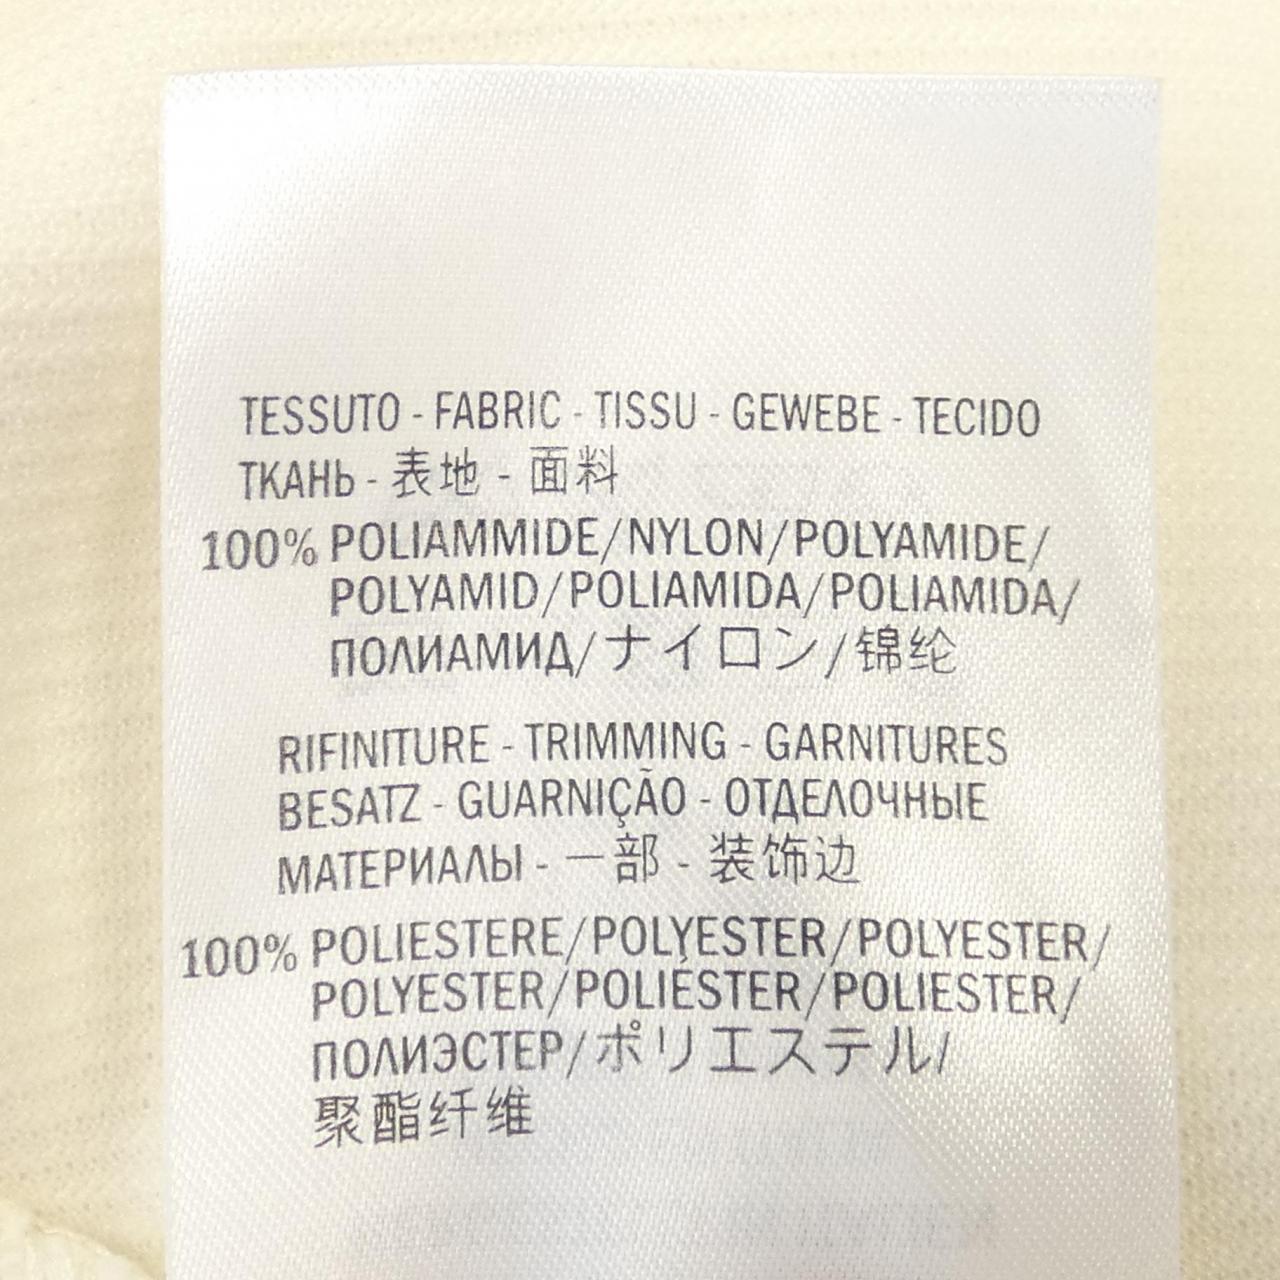 TESSUTO - FABRIC - TISSU - GEWEBE - TECIDO
ТКАНЬ - 表地 - 面料
100% POLIAMMIDE/NYLON/POLYAMIDE/
POLYAMID/POLIAMIDA/POLIAMIDA/
ПОЛИАМИД/ナイロン/锦纶
RIFINITURE - TRIMMING - GARNITURES
BESATZ - GUARNIÇÃO - ОТДЕЛОЧНЫЕ
МАТЕРИАЛЫ - 一部 - 装饰边
100% POLIESTERE/POLYESTER/POLYESTER/
POLYESTER/POLIÉSTER/POLIESTER/
ПОЛИЭСТЕР/ポリエステル/
聚酯纤维